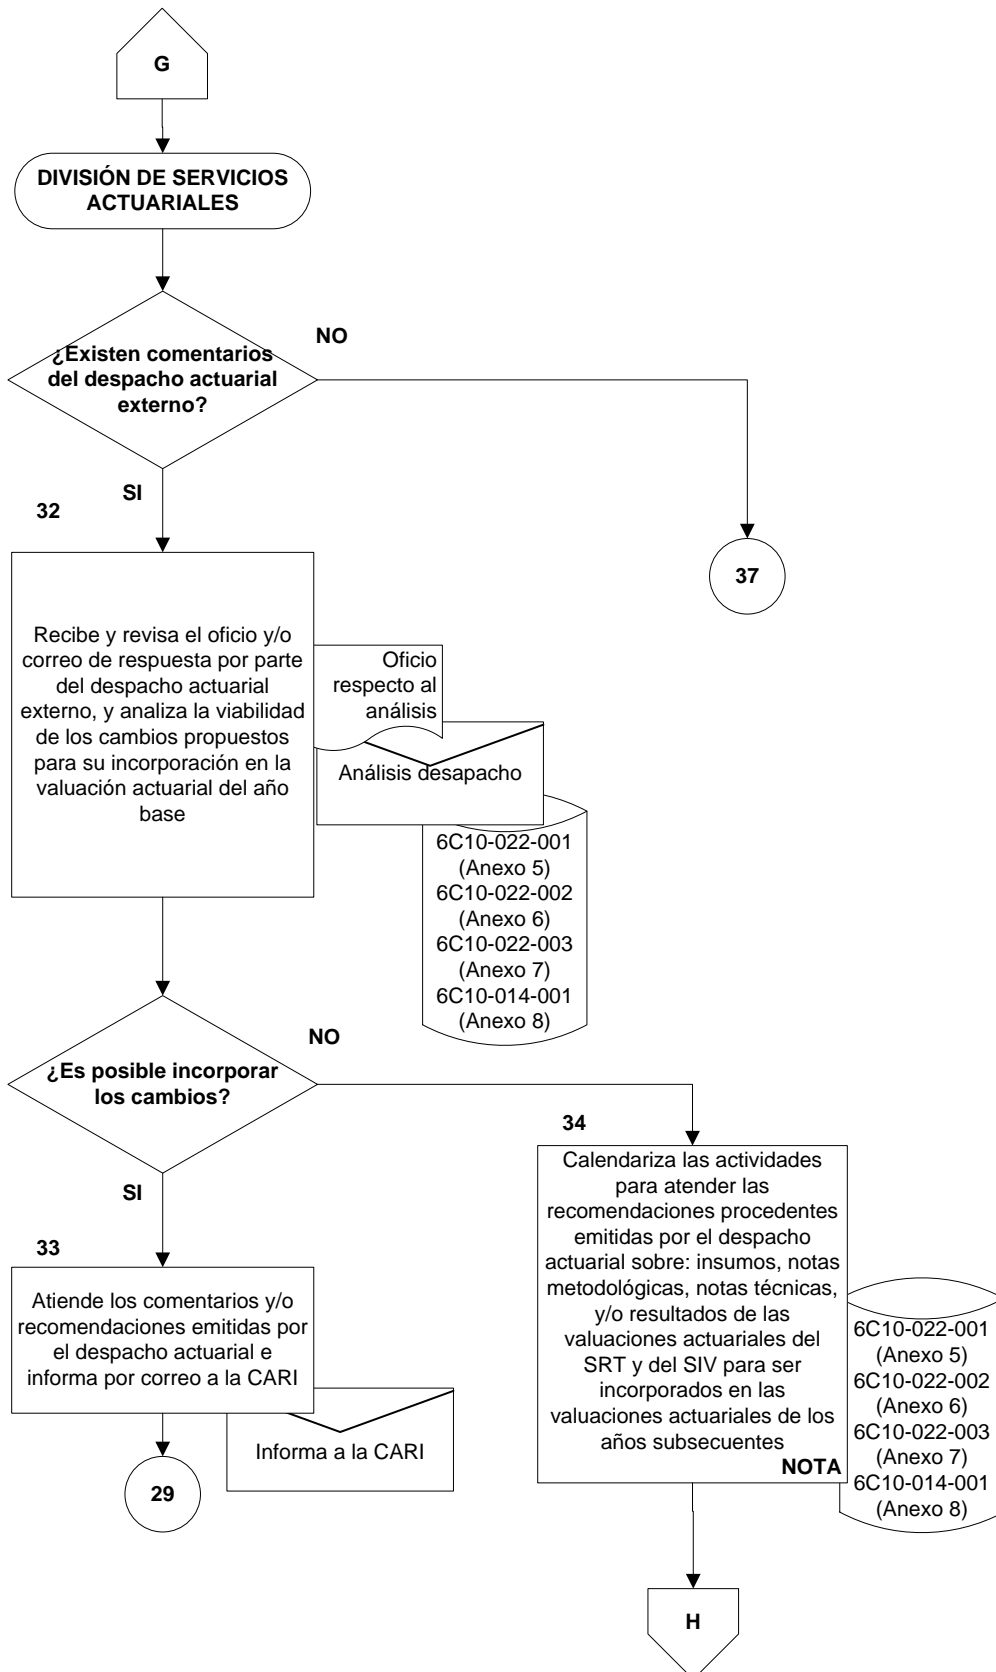 G
DIVISIÓN DE SERVICIOS
ACTUARIALES
¿Existen comentarios
del despacho actuarial
externo?
NO
SI
37
32
Recibe y revisa el oficio y/o
correo de respuesta por parte
del despacho actuarial
externo, y analiza la viabilidad
de los cambios propuestos
para su incorporación en la
valuación actuarial del año
base
Oficio
respecto al
análisis
Análisis desapacho
6C10-022-001
(Anexo 5)
6C10-022-002
(Anexo 6)
6C10-022-003
(Anexo 7)
6C10-014-001
(Anexo 8)
¿Es posible incorporar
los cambios?
NO
SI
33
Atiende los comentarios y/o
recomendaciones emitidas por
el despacho actuarial e
informa por correo a la CARI
Informa a la CARI
29
34
Calendariza las actividades
para atender las
recomendaciones procedentes
emitidas por el despacho
actuarial sobre: insumos, notas
metodológicas, notas técnicas,
y/o resultados de las
valuaciones actuariales del
SRT y del SIV para ser
incorporados en las
valuaciones actuariales de los
años subsecuentes
NOTA
6C10-022-001
(Anexo 5)
6C10-022-002
(Anexo 6)
6C10-022-003
(Anexo 7)
6C10-014-001
(Anexo 8)
H